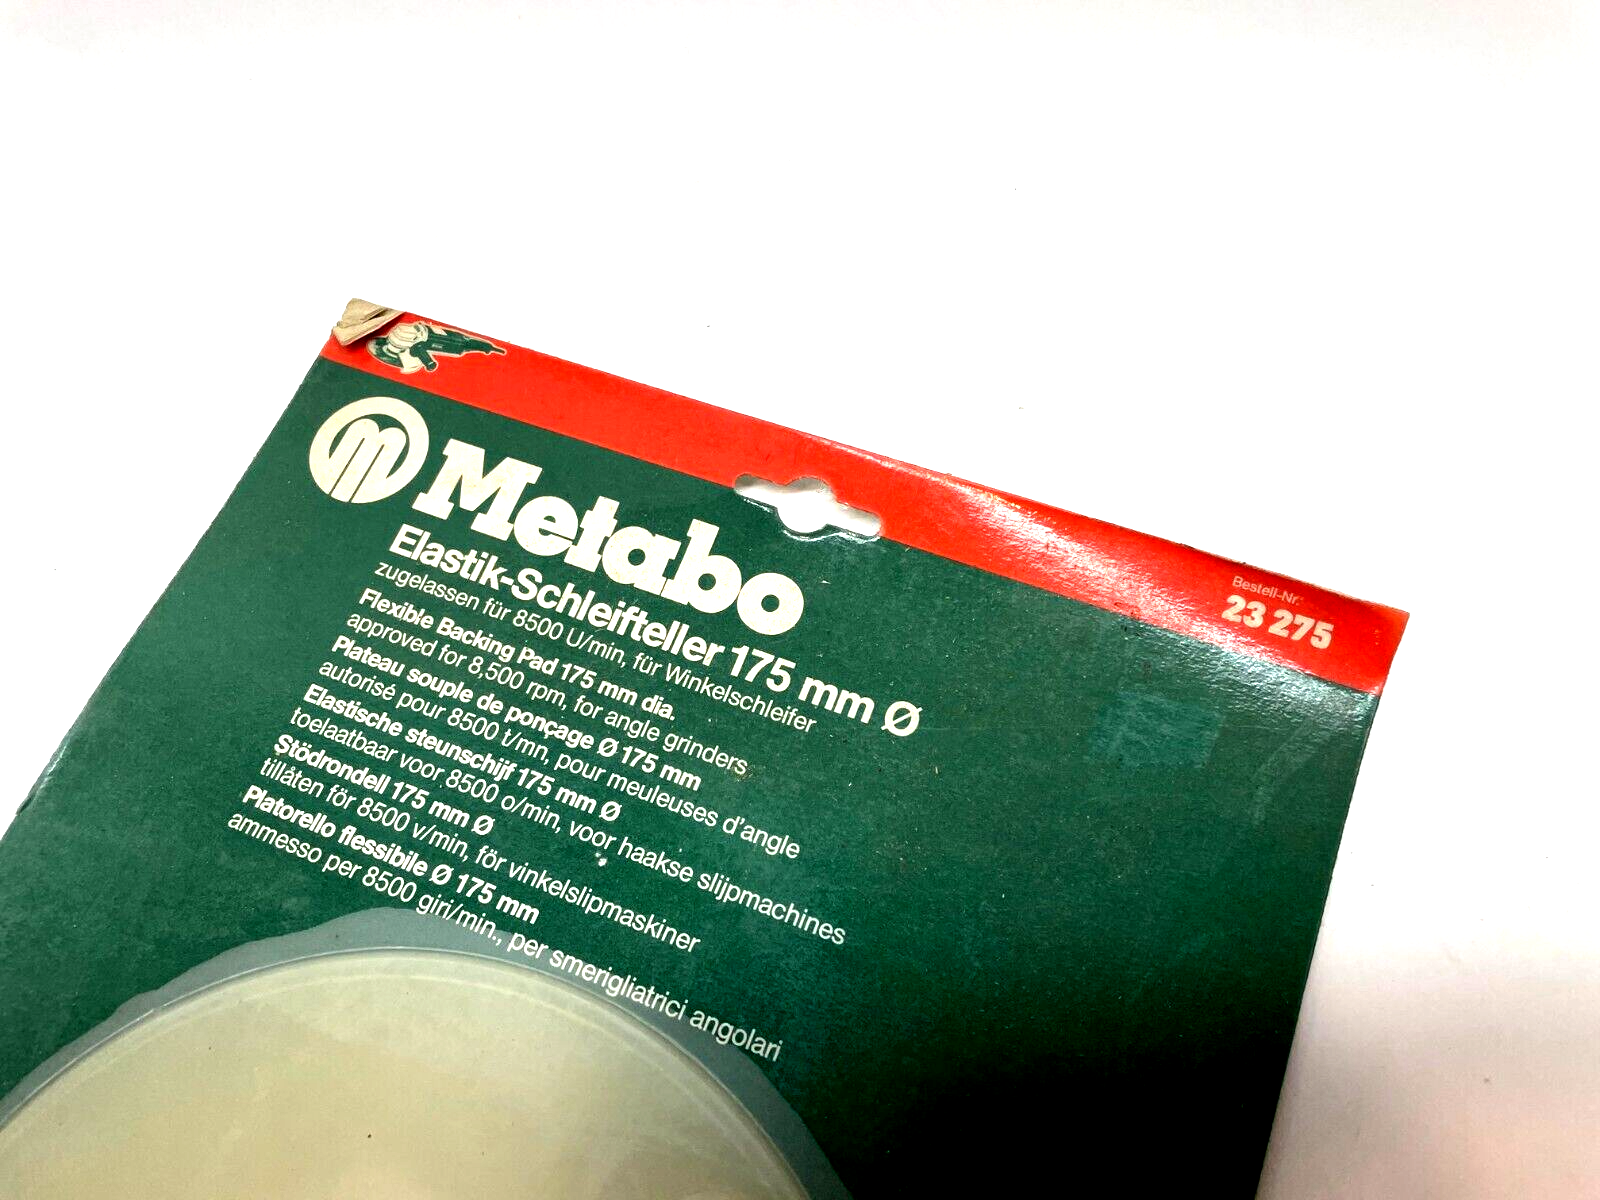 Bestell-Nr.
23 275
Metabo
Elastik-Schleifteller 175 mm Ø
zugelassen für 8500 U/min, für Winkelschleifer
Flexible Backing Pad 175 mm dia.
approved for 8,500 rpm, for angle grinders
Plateau souple de ponçage Ø 175 mm
autorisé pour 8500 t/mn, pour meuleuses d'angle
Elastische steunschijf 175 mm Ø
toelaatbaar voor 8500 o/min, voor haakse slijpmachines
Stödrondell 175 mm Ø
tillåten för 8500 v/min, för vinkelslipmaskiner
Platorello flessibile Ø 175 mm
ammesso per 8500 giri/min., per smerigliatrici angolari